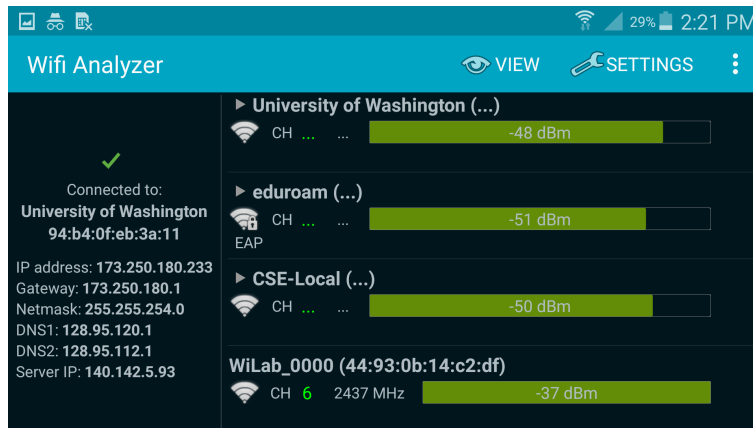 29% 2:21 PM
Wifi Analyzer VIEW SETTINGS
Connected to:
University of Washington
94:b4:0f:eb:3a:11
IP address: 173.250.180.233
Gateway: 173.250.180.1
Netmask: 255.255.254.0
DNS1: 128.95.120.1
DNS2: 128.95.112.1
Server IP: 140.142.5.93
University of Washington (...)
CH ... ... -48 dBm
eduroam (...)
CH ... ... -51 dBm
EAP
CSE-Local (...)
CH ... ... -50 dBm
WiLab_0000 (44:93:0b:14:c2:df)
CH 6 2437 MHz -37 dBm